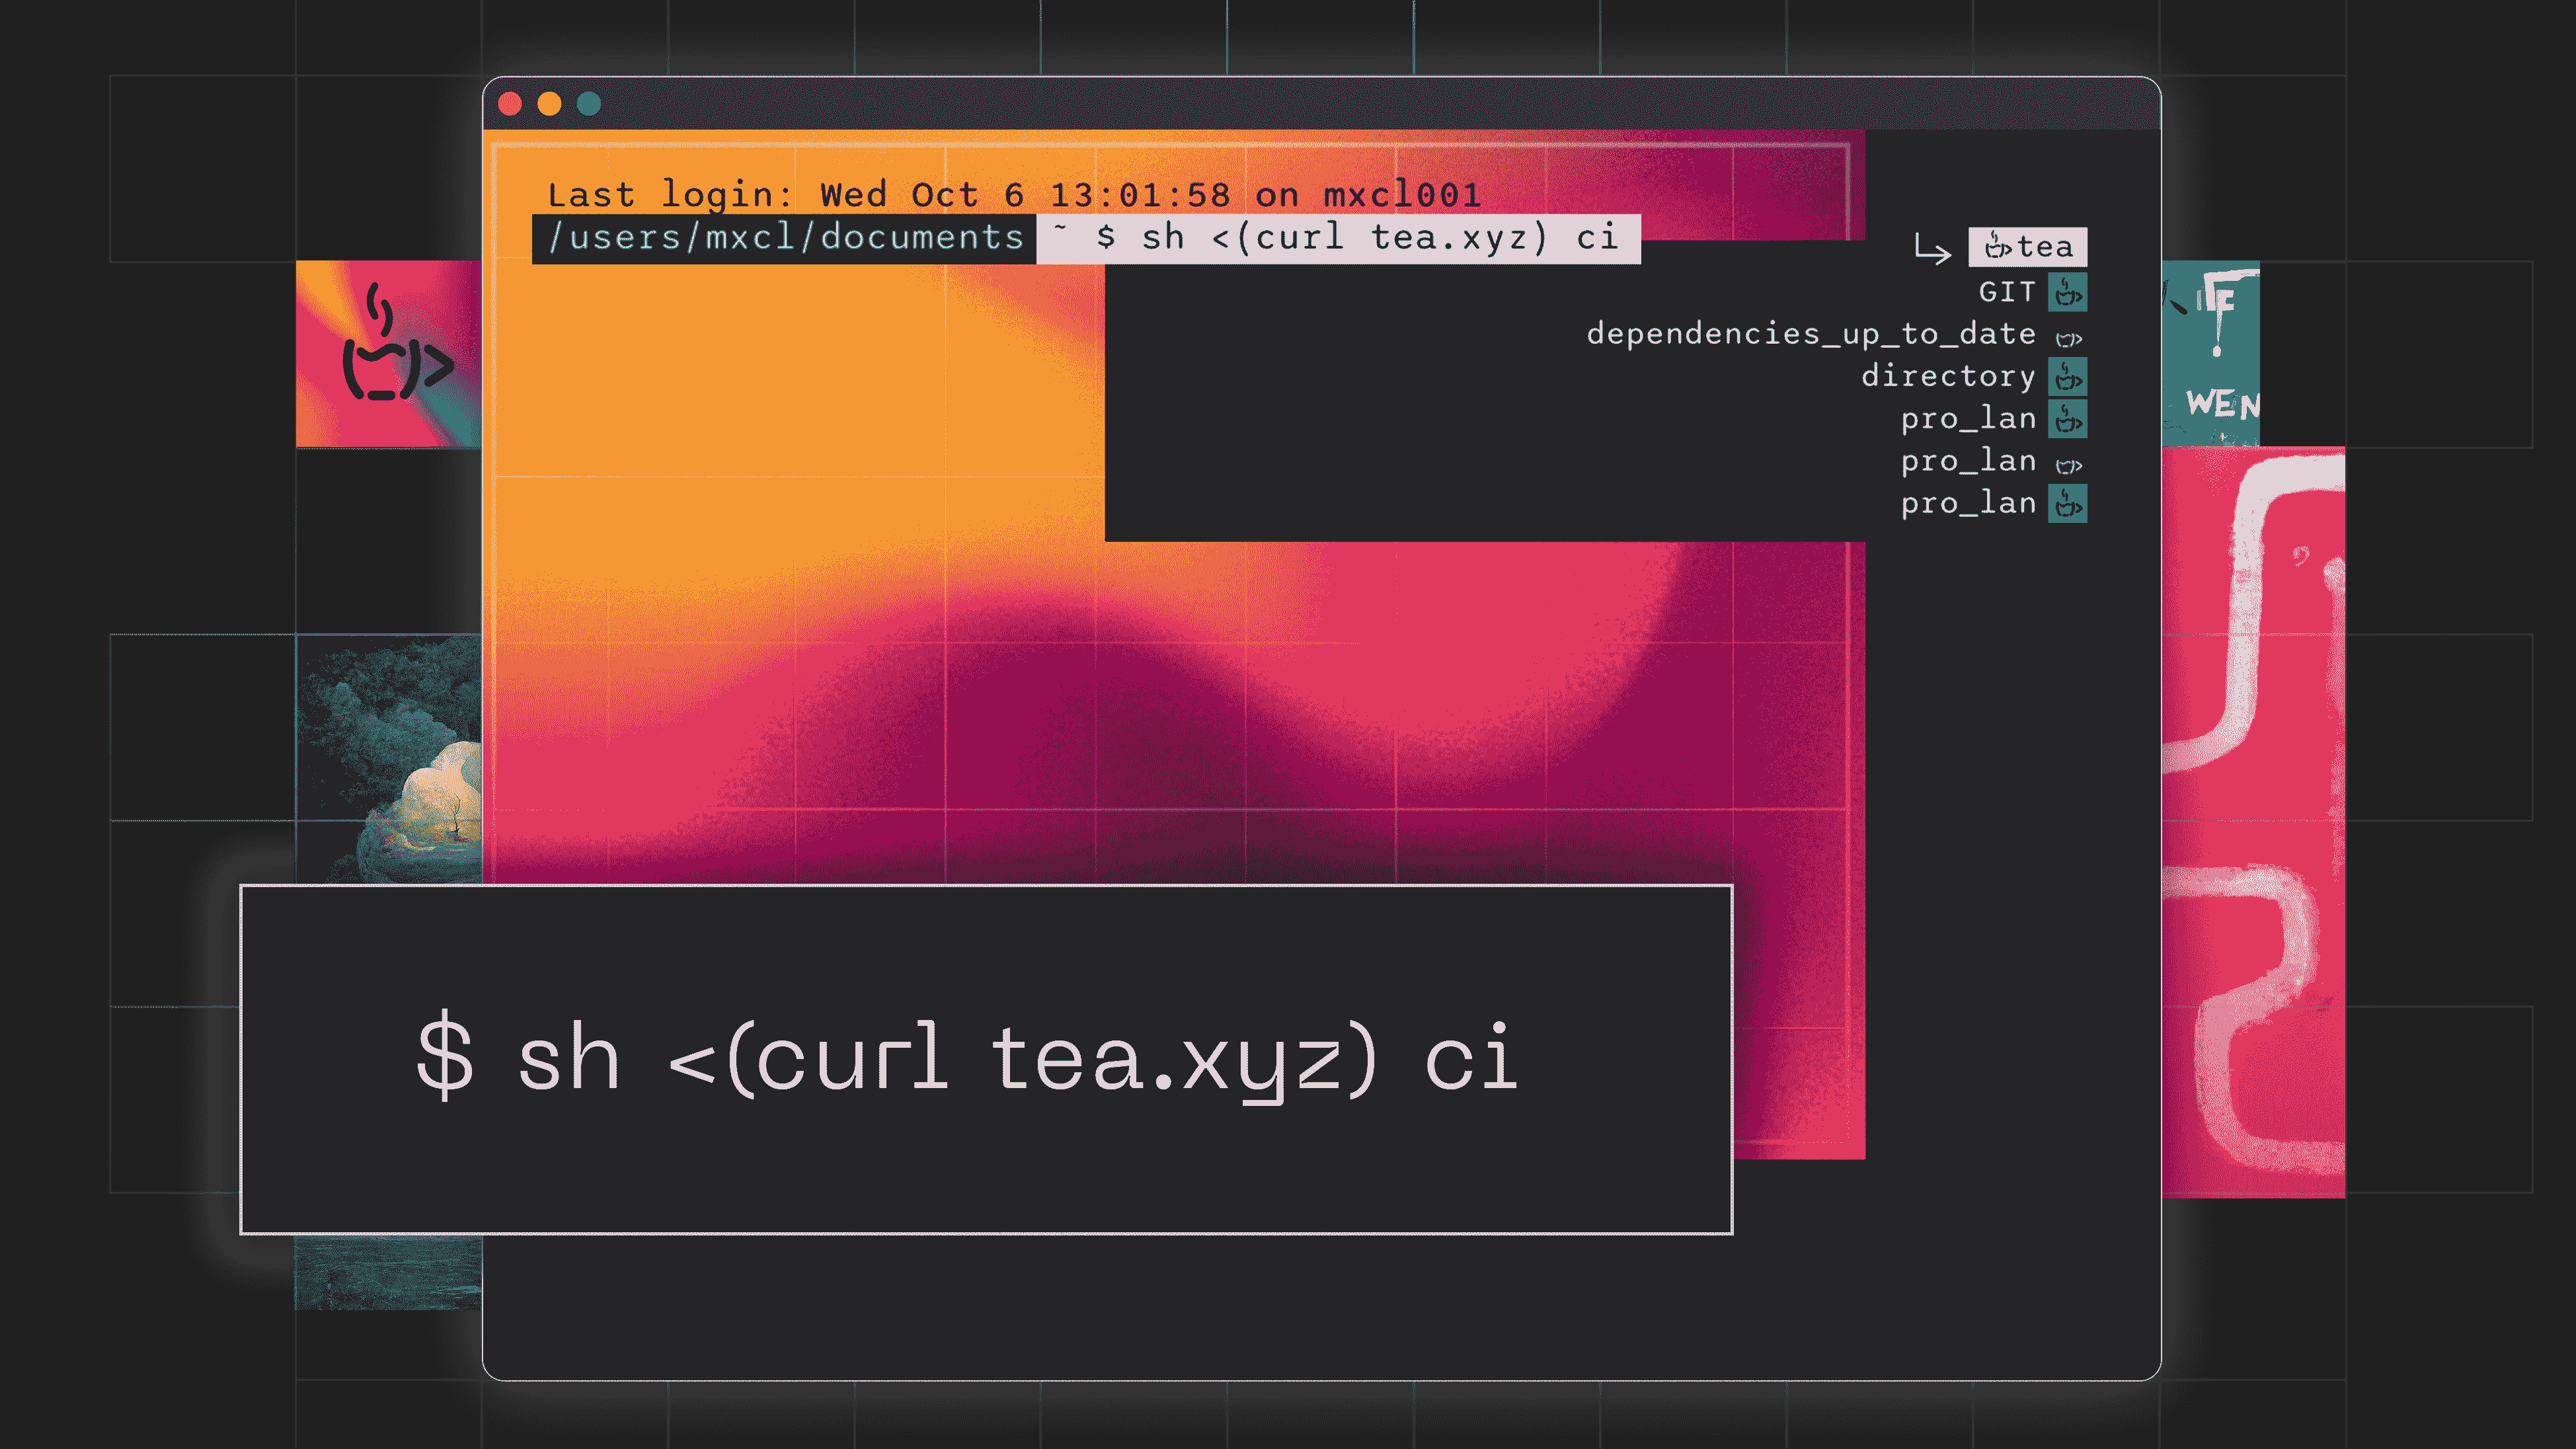 Last login: Wed Oct 6 13:01:58 on mxcl001
/users/mxcl/documents ~ $ sh <(curl tea.xyz) ci
tea
GIT
dependencies_up_to_date
directory
pro_lan
pro_lan
pro_lan
WEN
$ sh <(curl tea.xyz) ci